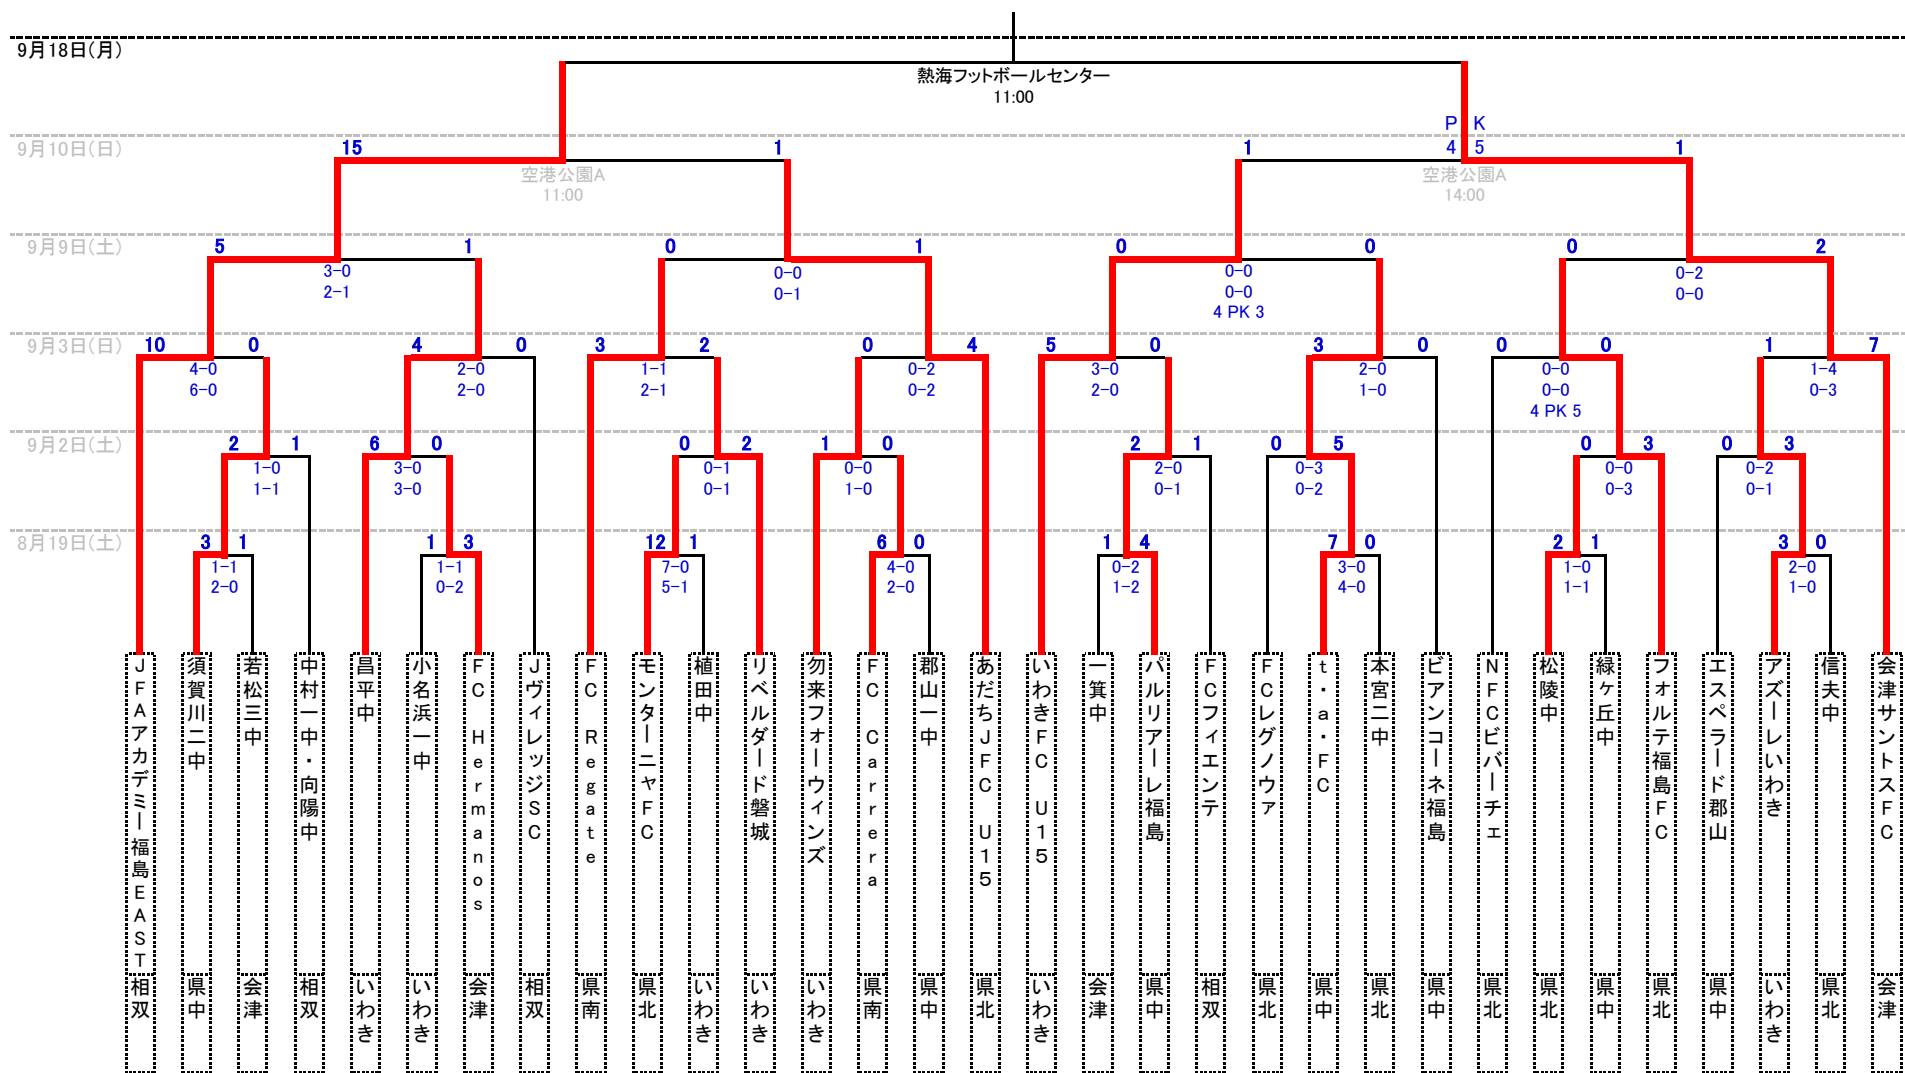 9月18日(月)
熱海フットボールセンター
11:00
P K
9月10日(日)
15 1 1 4 5 1
空港公園A 空港公園A
11:00 14:00
9月9日(土)
5 1 0 1 0 0 0 2
3-0 0-0 0-0 0-2
2-1 0-1 0-0 0-0
4 PK 3
9月3日(日)
10 0 4 0 3 2 0 4 5 0 3 0 0 0 1 7
4-0 2-0 1-1 0-2 3-0 2-0 0-0 1-4
6-0 2-0 2-1 0-2 2-0 1-0 0-0 0-3
4 PK 5
9月2日(土)
2 1 6 0 0 2 1 0 2 1 0 5 0 3 0 3
1-0 3-0 0-1 0-0 2-0 0-3 0-0 0-2
1-1 3-0 0-1 1-0 0-1 0-2 0-3 0-1
8月19日(土)
3 1 1 3 12 1 6 0 1 4 7 0 2 1 3 0
1-1 1-1 7-0 4-0 0-2 3-0 1-0 2-0
2-0 0-2 5-1 2-0 1-2 4-0 1-1 1-0
JFAアカデミー福島EAST
須賀川二中
若松三中
中村一中・向陽中
昌平中
小名浜一中
FC Hermanos
JヴィレッジSC
FC Regate
モンターニャFC
植田中
リベルダード磐城
勿来フォーウィンズ
FC Carrera
郡山一中
あだちJFC U15
いわきFC U15
一箕中
パルリアーレ福島
FCフィエンテ
FCレグノウァ
t・a・FC
本宮二中
ビアンコーネ福島
NFCビバーチェ
松陵中
緑ヶ丘中
フォルテ福島FC
エスペラード郡山
アズーレいわき
信夫中
会津サントスFC
相双
県中
会津
相双
いわき
いわき
会津
相双
県南
県北
いわき
いわき
いわき
県南
県中
県北
いわき
会津
県中
相双
県北
県中
県北
県中
県北
県北
県中
県北
県中
いわき
県北
会津